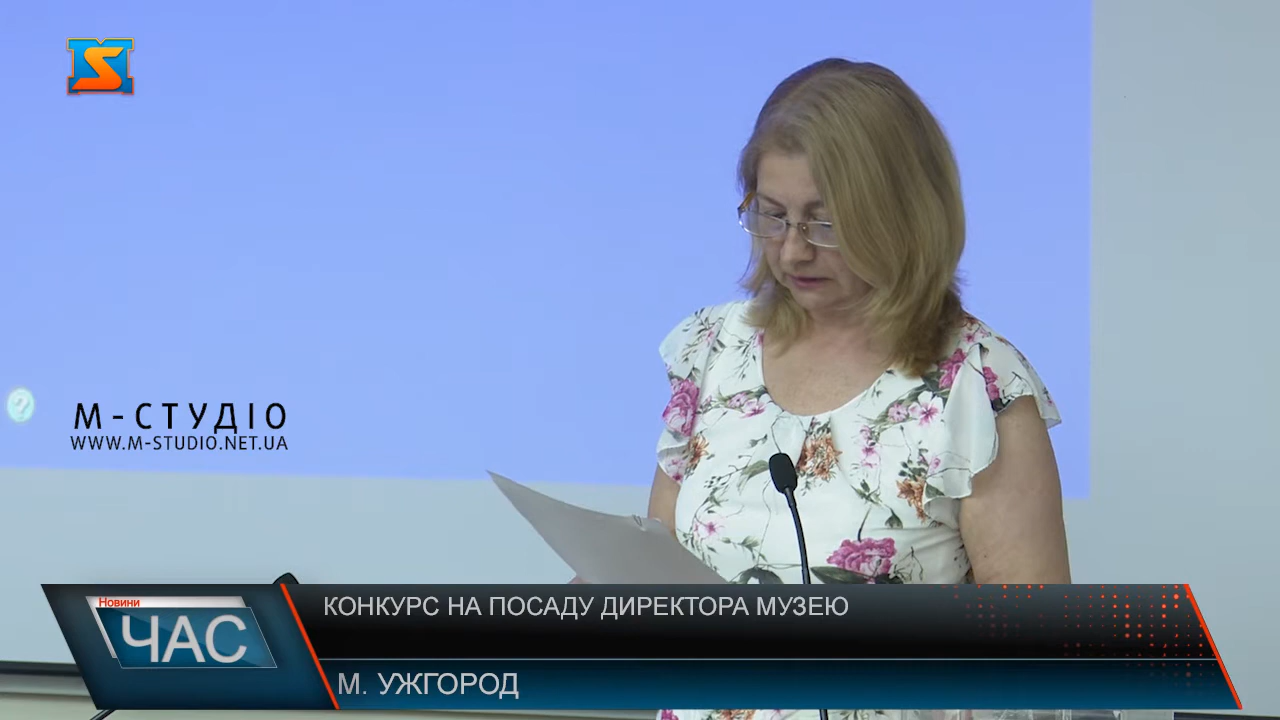 М-СТУДІО
WWW.M-STUDIO.NET.UA
Новини
ЧАС
КОНКУРС НА ПОСАДУ ДИРЕКТОРА МУЗЕЮ
М. УЖГОРОД